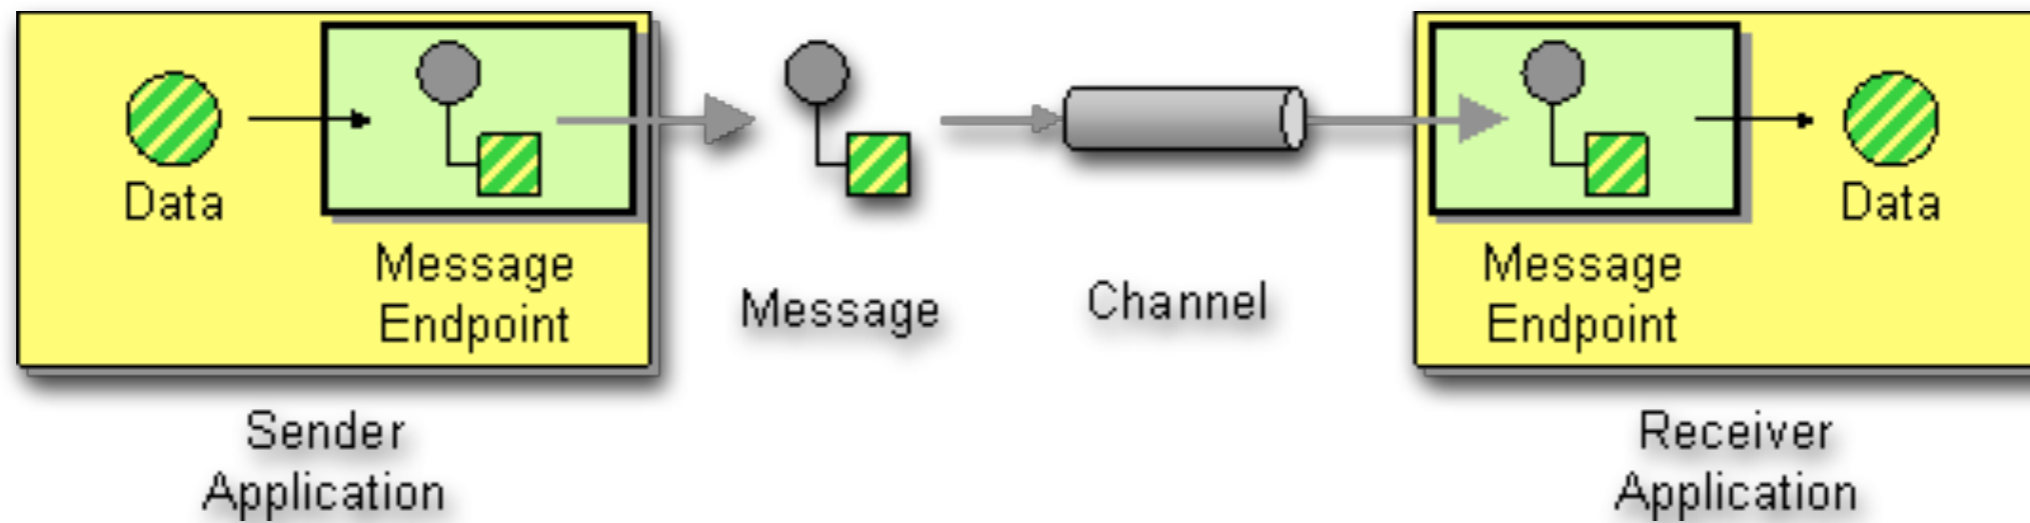 Data
Message
Endpoint
Sender
Application
Message
Channel
Message
Endpoint
Data
Receiver
Application